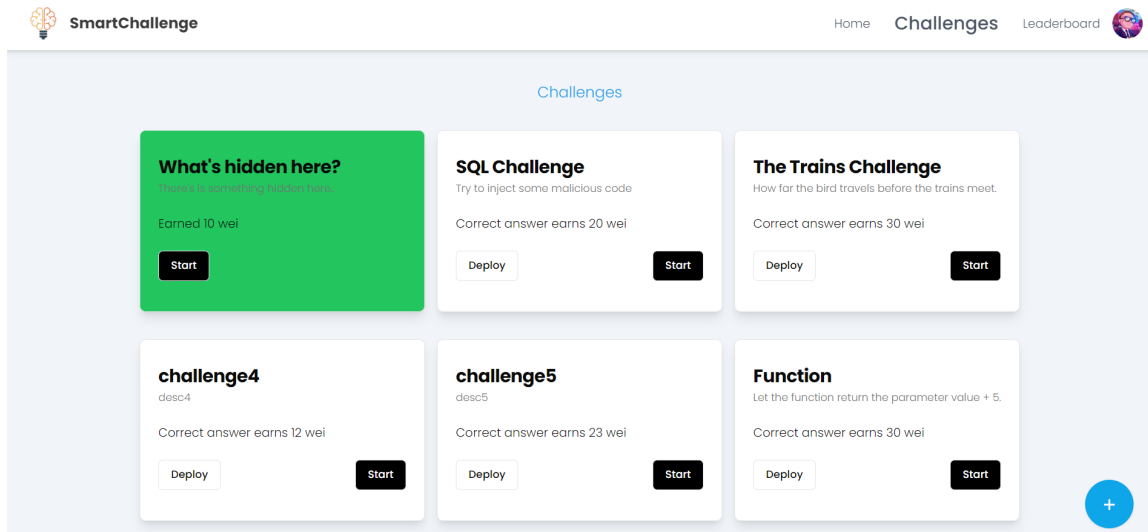 SmartChallenge
Home
Challenges
Leaderboard
Challenges
What's hidden here?
There's is something hidden here.
Earned 10 wei
Start
SQL Challenge
Try to inject some malicious code
Correct answer earns 20 wei
Deploy
Start
The Trains Challenge
How far the bird travels before the trains meet.
Correct answer earns 30 wei
Deploy
Start
challenge4
desc4
Correct answer earns 12 wei
Deploy
Start
challenge5
desc5
Correct answer earns 23 wei
Deploy
Start
Function
Let the function return the parameter value + 5.
Correct answer earns 30 wei
Deploy
Start
+